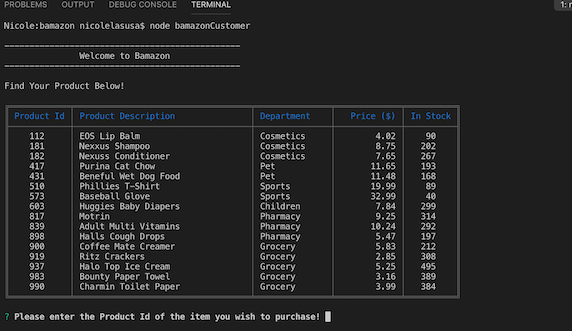 PROBLEMS OUTPUT DEBUG CONSOLE TERMINAL 1: n
Nicole:bamazon nicolelasusa$ node bamazonCustomer
-----------------------------------------------
Welcome to Bamazon
-----------------------------------------------
Find Your Product Below!
Product Id Product Description Department Price ($) In Stock
112 EOS Lip Balm Cosmetics 4.02 90
181 Nexxus Shampoo Cosmetics 8.75 202
182 Nexuss Conditioner Cosmetics 7.65 267
417 Purina Cat Chow Pet 11.65 193
431 Beneful Wet Dog Food Pet 11.48 168
510 Phillies T-Shirt Sports 19.99 89
573 Baseball Glove Sports 32.99 40
603 Huggies Baby Diapers Children 7.84 299
817 Motrin Pharmacy 9.25 314
839 Adult Multi Vitamins Pharmacy 10.24 292
898 Halls Cough Drops Pharmacy 5.47 197
900 Coffee Mate Creamer Grocery 5.83 212
919 Ritz Crackers Grocery 2.85 308
937 Halo Top Ice Cream Grocery 5.25 495
983 Bounty Paper Towel Grocery 3.16 389
990 Charmin Toilet Paper Grocery 3.99 384
? Please enter the Product Id of the item you wish to purchase!